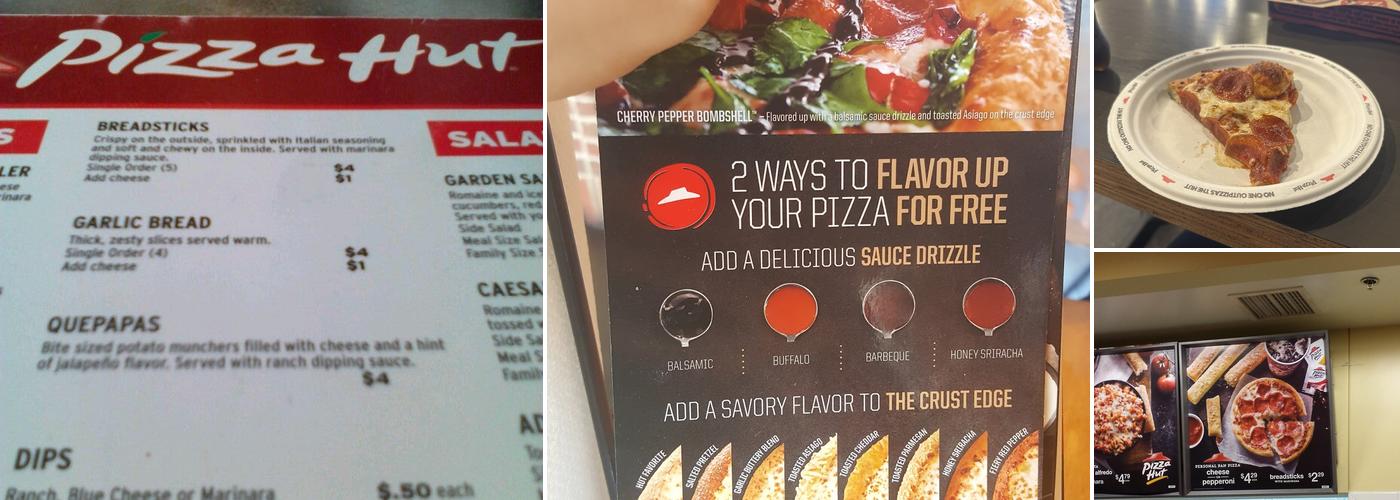 Pizza Hut
BREADSTICKS
Crispy on the outside, sprinkled with Italian seasoning
and soft and chewy on the inside. Served with marinara
dipping sauce.
Single Order (5) $4
Add cheese $1
GARLIC BREAD
Thick, zesty slices served warm.
Single Order (4) $4
Add cheese $1
QUEPAPAS
Bite sized potato munchers filled with cheese and a hint
of jalapeño flavor. Served with ranch dipping sauce.
$4
DIPS
Ranch, Blue Cheese or Marinara $.50 each
GARDEN SA
Romaine and ice
cucumbers, red
Served with yo
Side Salad
Meal Size Sal
Family Size S
CAESA
Romaine
tossed w
Side Sa
Meal S
Family
CHERRY PEPPER BOMBSHELL™ – Flavored up with a balsamic sauce drizzle and toasted Asiago on the crust edge
2 WAYS TO FLAVOR UP
YOUR PIZZA FOR FREE
ADD A DELICIOUS SAUCE DRIZZLE
BALSAMIC
BUFFALO
BARBEQUE
HONEY SRIRACHA
ADD A SAVORY FLAVOR TO THE CRUST EDGE
HUT FAVORITE
SALTED PRETZEL
GARLIC BUTTERY BLEND
TOASTED ASIAGO
TOASTED CHEDDAR
TOASTED PARMESAN
HONEY SRIRACHA
FIERY RED PEPPER
NO ONE OUTPIZZAS THE HUT
Pizza Hut
alfredo
$4.79
Pizza
Hut
PERSONAL PAN PIZZA
cheese
pepperoni $4.29
breadsticks $2.29